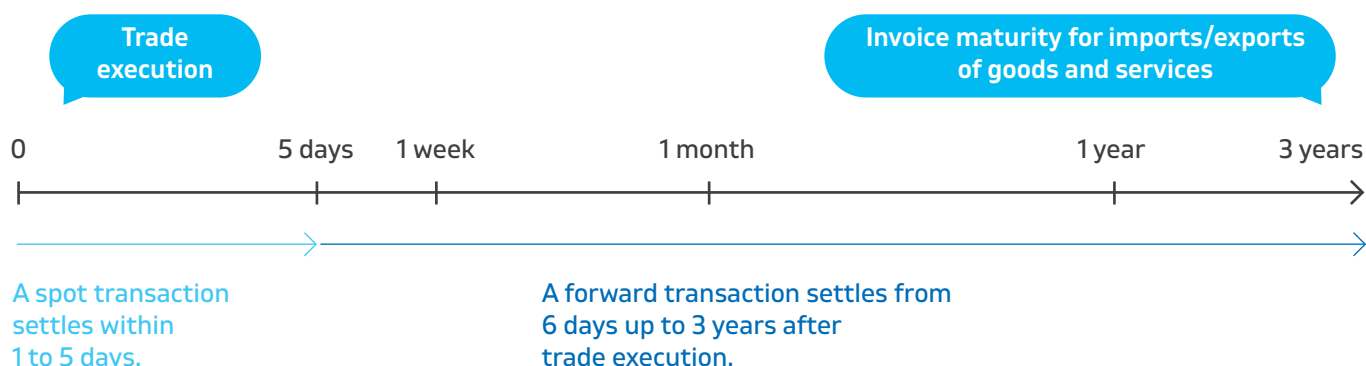 Trade
execution
Invoice maturity for imports/exports
of goods and services
0
5 days
1 week
1 month
1 year
3 years
A spot transaction
settles within
1 to 5 days.
A forward transaction settles from
6 days up to 3 years after
trade execution.